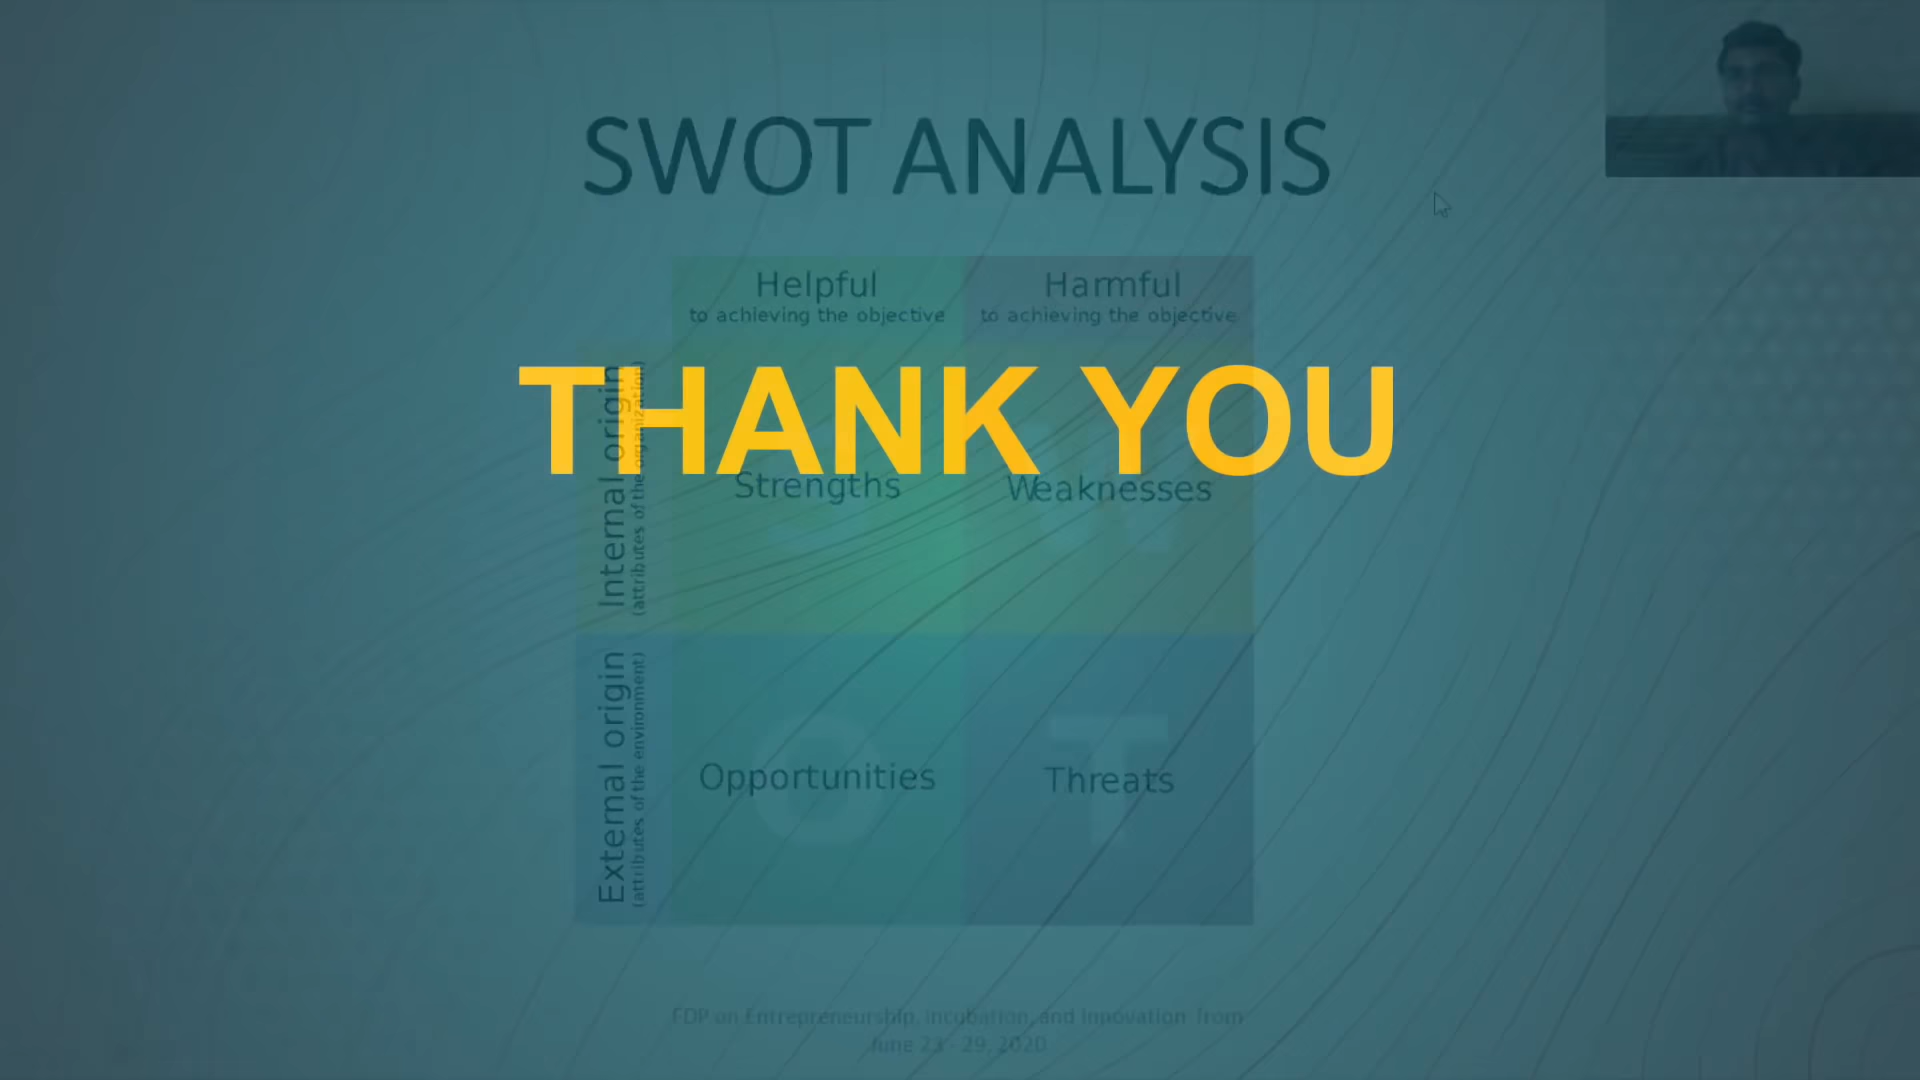 SWOT ANALYSIS
Helpful
to achieving the objective
Harmful
to achieving the objective
THANK YOU
Internal origin
(attributes of the organization)
Strengths
Weaknesses
W
External origin
(attributes of the environment)
Opportunities
O
Threats
T
FDP on Entrepreneurship, incubation, and Innovation from
June 23 - 29, 2020